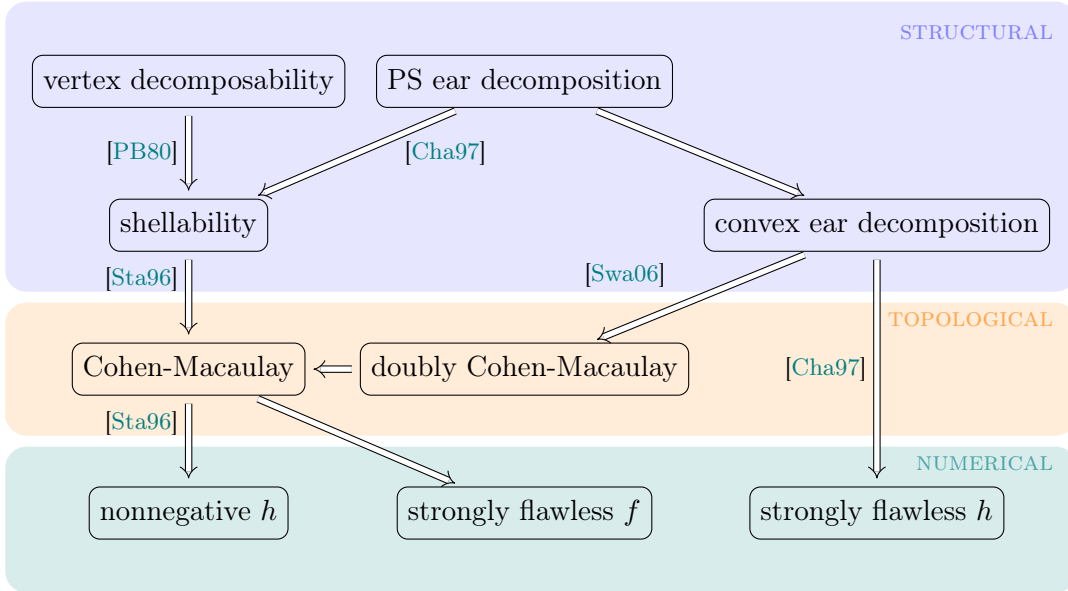 STRUCTURAL
vertex decomposability
PS ear decomposition
[PB80]
[Cha97]
shellability
convex ear decomposition
[Sta96]
[Swa06]
TOPOLOGICAL
Cohen-Macaulay
doubly Cohen-Macaulay
[Cha97]
[Sta96]
NUMERICAL
nonnegative h
strongly flawless f
strongly flawless h